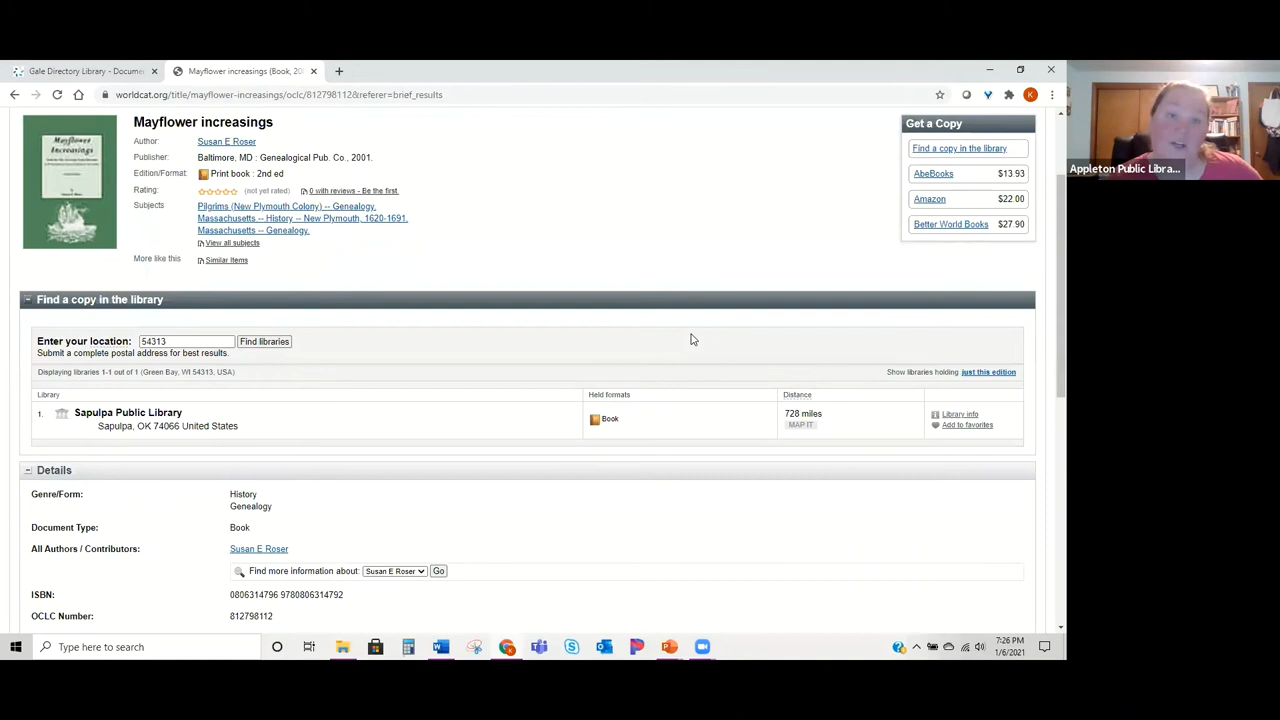 Gale Directory Library - Docume
Mayflower increasings (Book, 20
worldcat.org/title/mayflower-increasings/oclc/812798112&referer=brief_results
K
Mayflower
Increasings
Mayflower increasings
Author: Susan E Roser
Publisher: Baltimore, MD : Genealogical Pub. Co., 2001.
Edition/Format: Print book : 2nd ed
Rating: (not yet rated) 0 with reviews - Be the first.
Subjects Pilgrims (New Plymouth Colony) -- Genealogy.
Massachusetts -- History -- New Plymouth, 1620-1691.
Massachusetts -- Genealogy.
View all subjects
More like this Similar Items
Get a Copy
Find a copy in the library
AbeBooks $13.93
Amazon $22.00
Better World Books $27.90
Appleton Public Libra...
Find a copy in the library
Enter your location: 54313 Find libraries
Submit a complete postal address for best results.
Displaying libraries 1-1 out of 1 (Green Bay, WI 54313, USA) Show libraries holding just this edition
Library Held formats Distance
1. Sapulpa Public Library Book 728 miles Library info
Sapulpa, OK 74066 United States MAP IT Add to favorites
Details
Genre/Form: History
Genealogy
Document Type: Book
All Authors / Contributors: Susan E Roser
Find more information about: Susan E Roser Go
ISBN: 0806314796 9780806314792
OCLC Number: 812798112
Type here to search
7:26 PM
1/6/2021